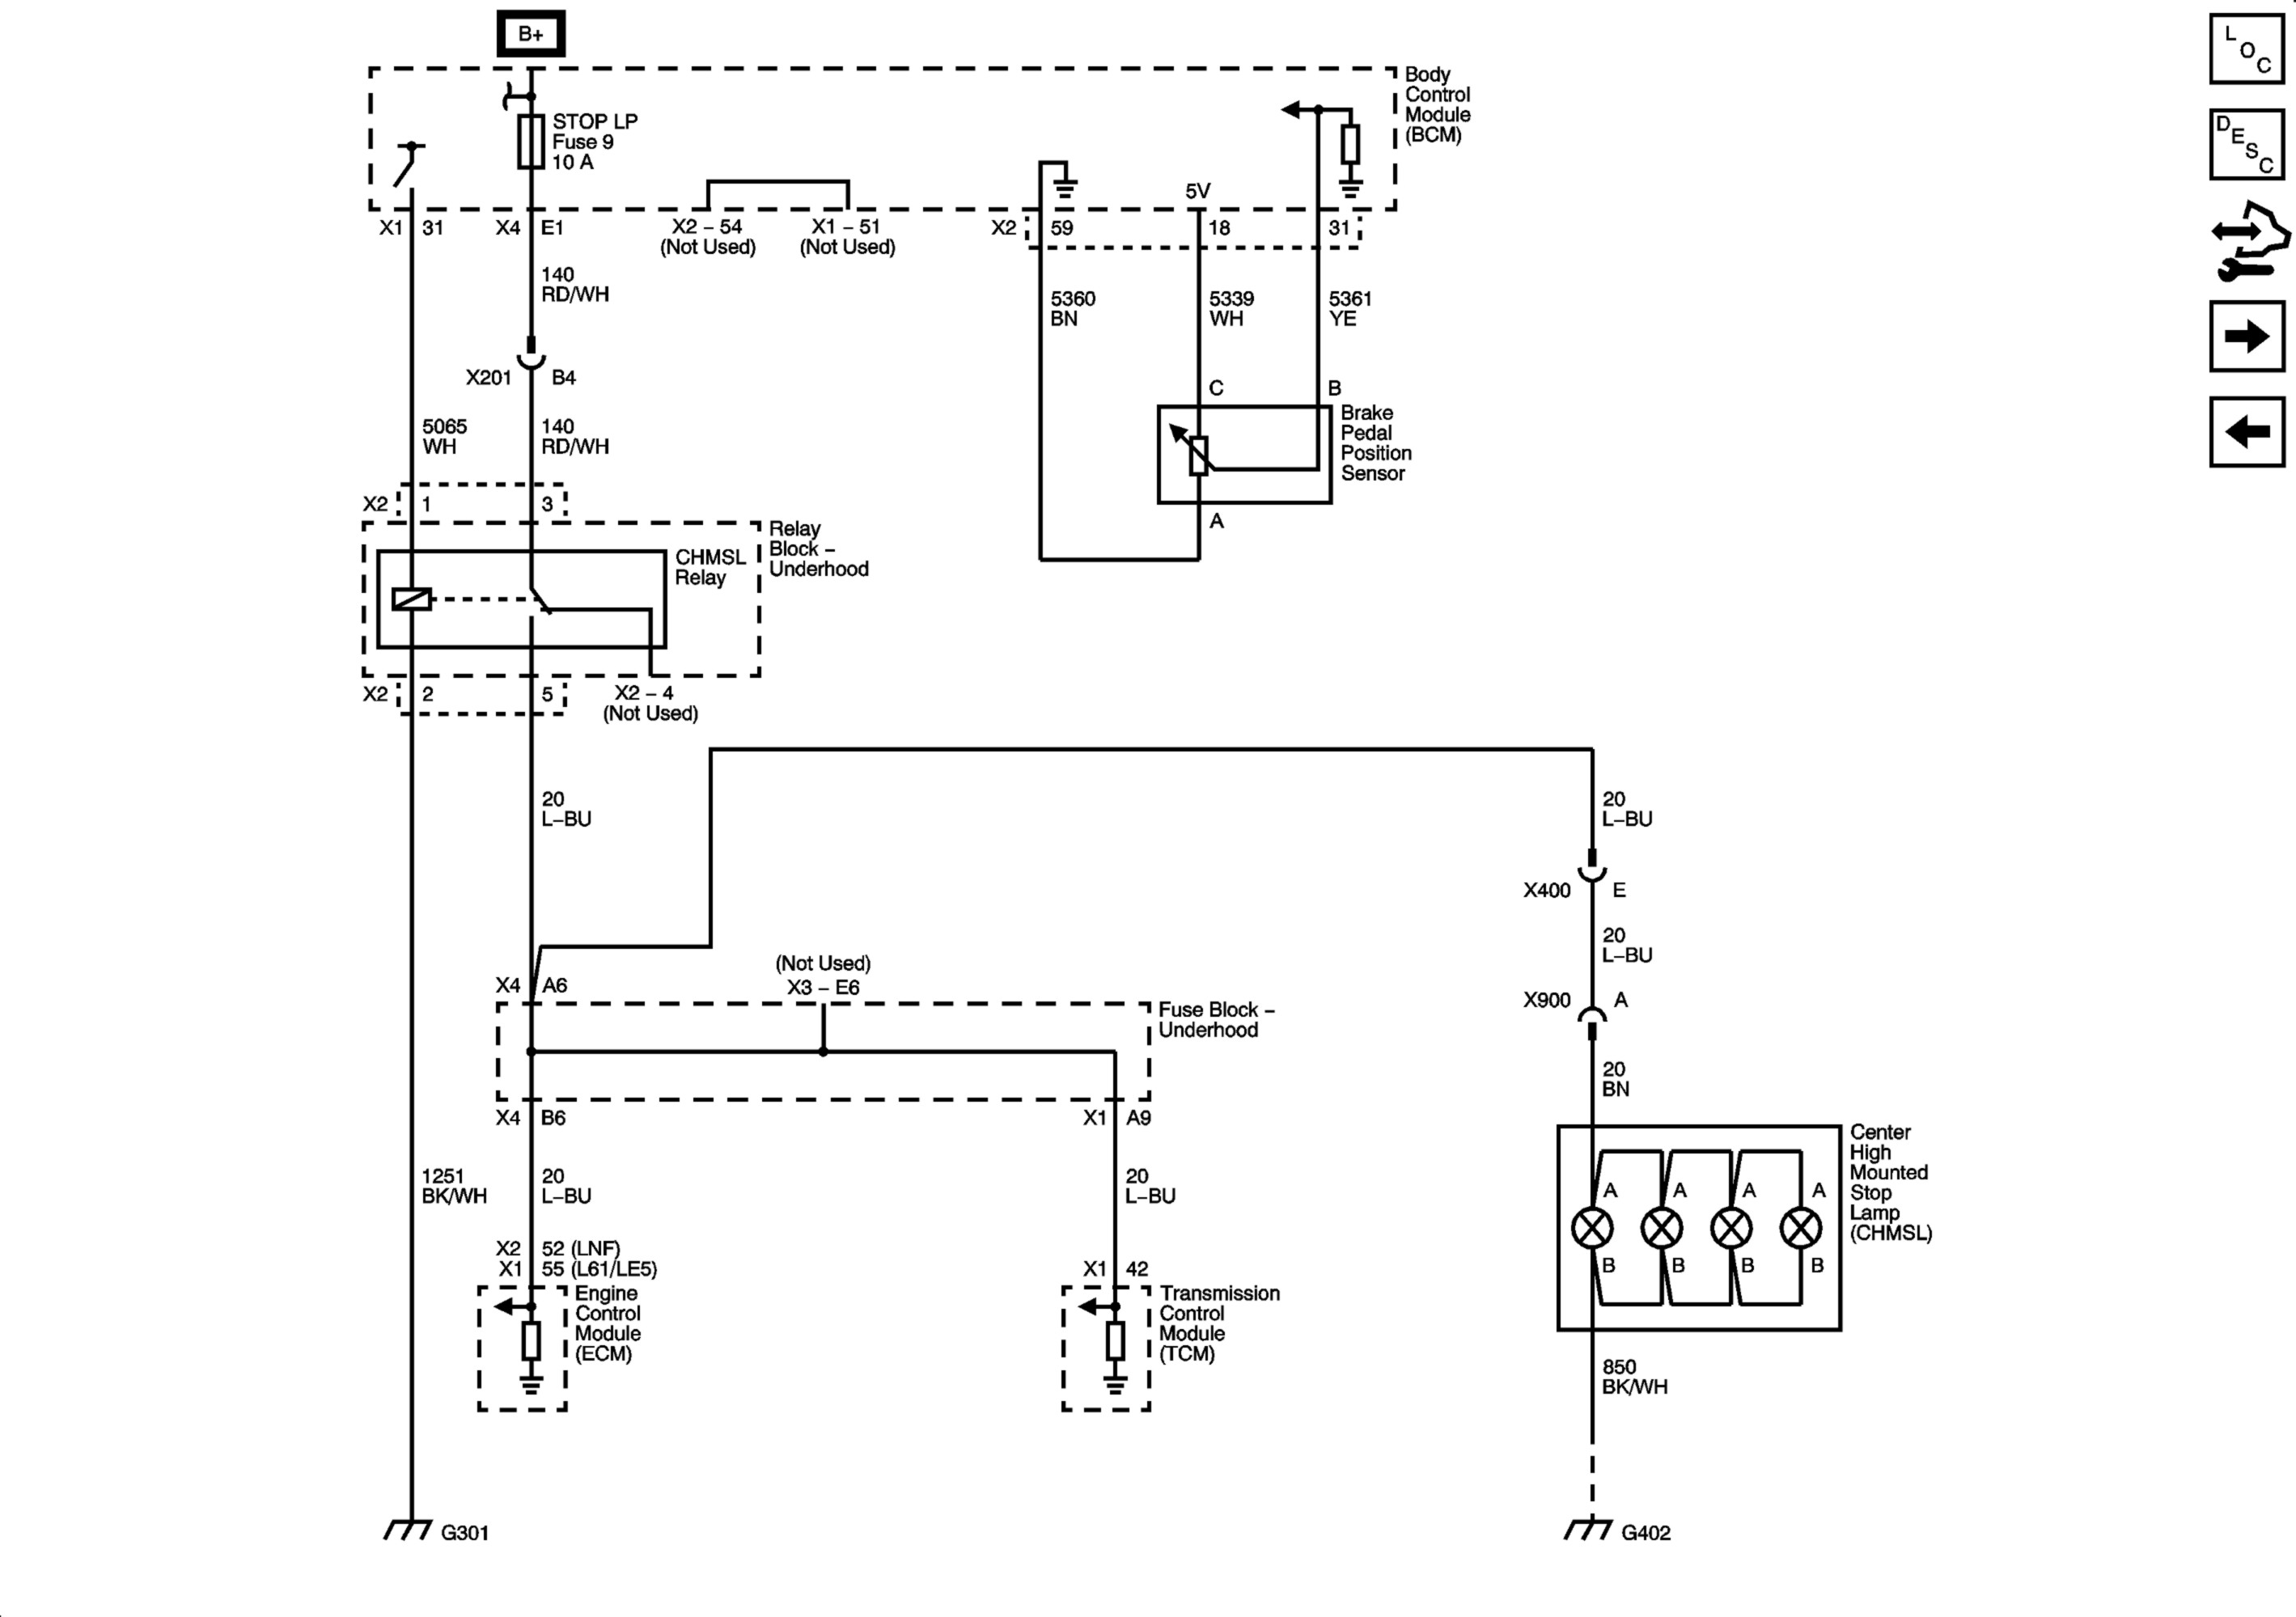 B+
L
O
C
Body
Control
Module
(BCM)
D
E
S
C
STOP LP
Fuse 9
10 A
5V
X1 31
X4 E1
X2 – 54
(Not Used)
X1 – 51
(Not Used)
X2 59
18
31
140
RD/WH
5360
BN
5339
WH
5361
YE
X201 B4
C
B
Brake
Pedal
Position
Sensor
5065
WH
140
RD/WH
X2 1
3
A
Relay
Block –
Underhood
CHMSL
Relay
X2 2
5
X2 – 4
(Not Used)
20
L–BU
20
L–BU
X400 E
20
L–BU
(Not Used)
X3 – E6
X4 A6
X900 A
Fuse Block –
Underhood
20
BN
X4 B6
X1 A9
Center
High
Mounted
Stop
Lamp
(CHMSL)
1251
BK/WH
20
L–BU
20
L–BU
A
A
A
A
B
B
B
B
X2 52 (LNF)
X1 55 (L61/LE5)
X1 42
Engine
Control
Module
(ECM)
Transmission
Control
Module
(TCM)
850
BK/WH
G301
G402